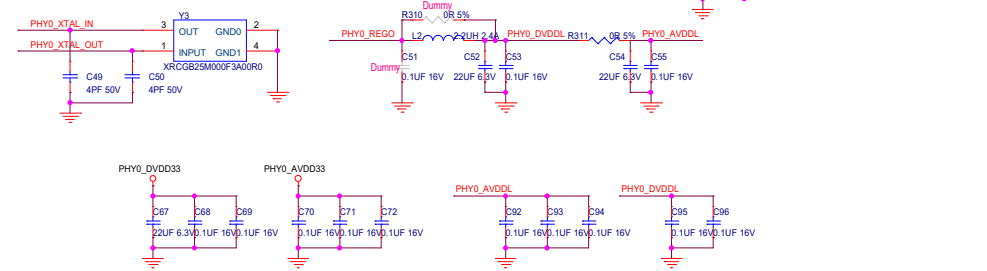 Dummy
R310 0R 5%
Y3
PHY0_XTAL_IN 3 OUT GND0 2
PHY0_XTAL_OUT 1 INPUT GND1 4
XRCGB25M000F3A00R0
C49
4PF 50V
C50
4PF 50V
PHY0_REGO L2 2.2UH 2.4A PHY0_DVDDL R311 0R 5% PHY0_AVDDL
C51
Dummy
0.1UF 16V
C52
22UF 6.3V
C53
0.1UF 16V
C54
22UF 6.3V
C55
0.1UF 16V
PHY0_DVDD33
C67 C68 C69
22UF 6.3V 0.1UF 16V 0.1UF 16V
PHY0_AVDD33
C70 C71 C72
0.1UF 16V 0.1UF 16V 0.1UF 16V
PHY0_AVDDL
C92 C93 C94
0.1UF 16V 0.1UF 16V 0.1UF 16V
PHY0_DVDDL
C95 C96
0.1UF 16V 0.1UF 16V